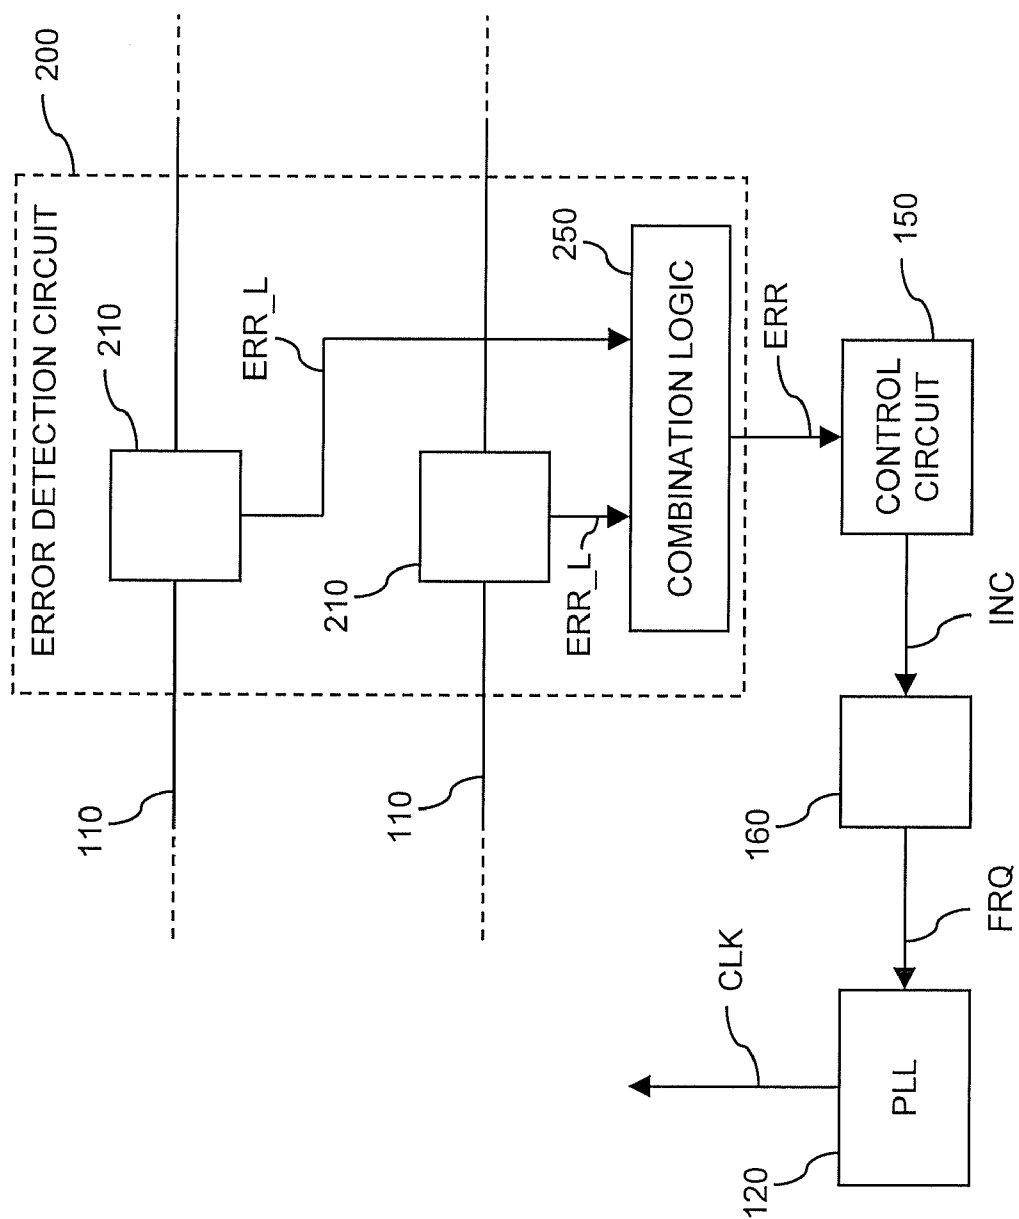 200
ERROR DETECTION CIRCUIT
210
ERR_L
110
210
ERR_L
110
250
COMBINATION LOGIC
ERR
150
CONTROL
CIRCUIT
INC
160
FRQ
CLK
PLL
120